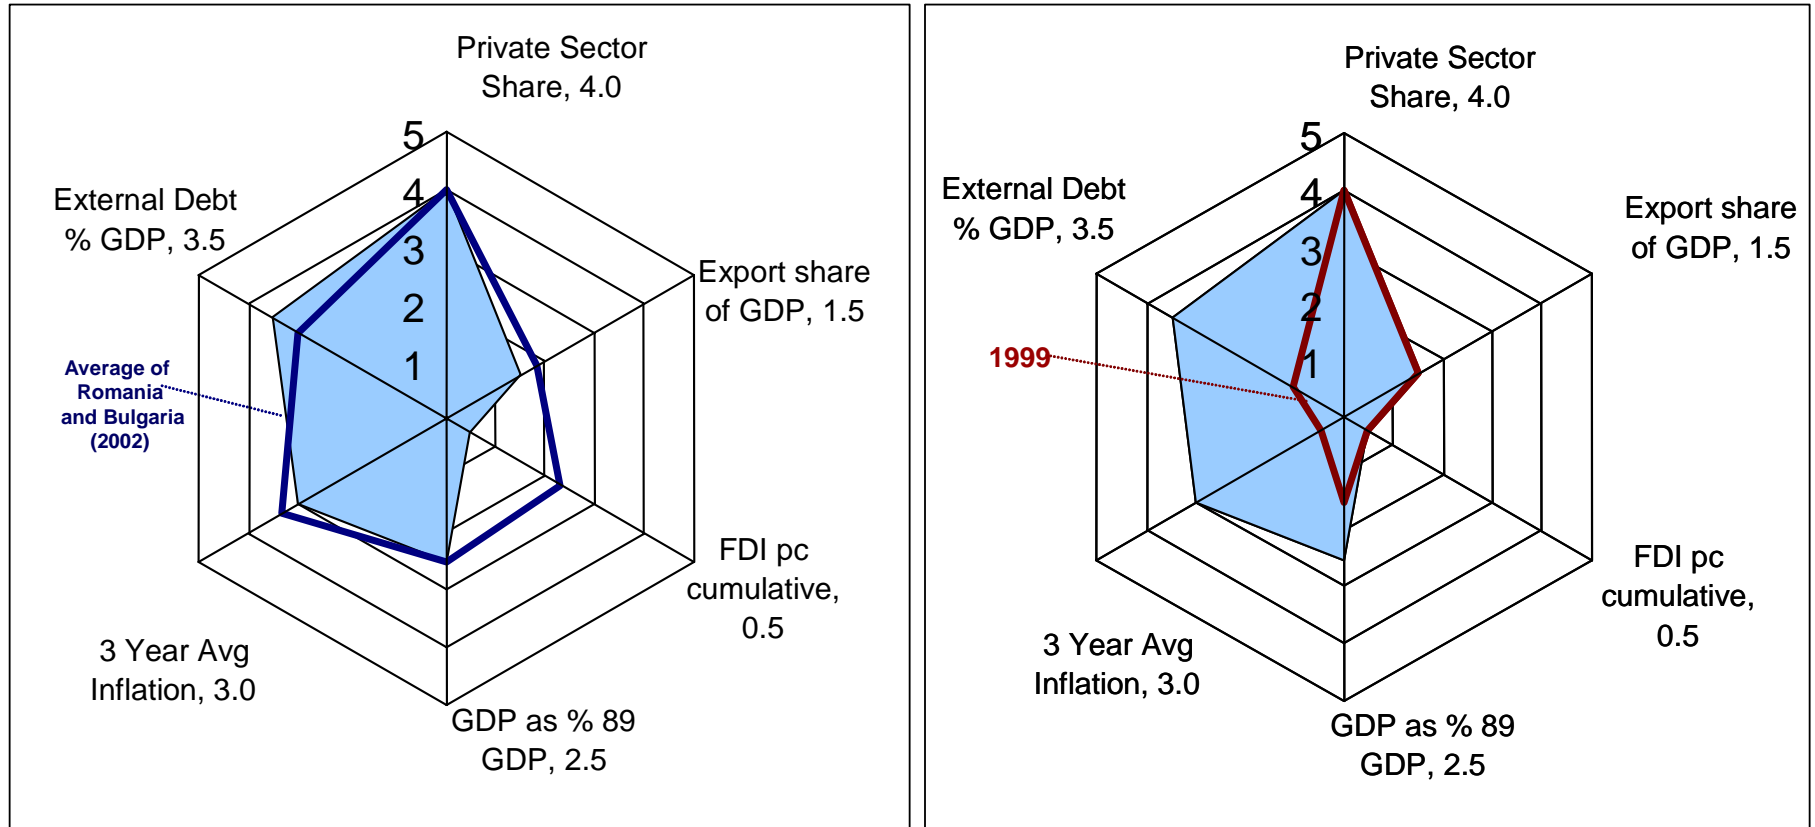 Private Sector
Share, 4.0
5
4
3
2
1
External Debt
% GDP, 3.5
Export share
of GDP, 1.5
Average of
Romania
and Bulgaria
(2002)
FDI pc
cumulative,
0.5
3 Year Avg
Inflation, 3.0
GDP as % 89
GDP, 2.5
Private Sector
Share, 4.0
5
4
3
2
1
External Debt
% GDP, 3.5
Export share
of GDP, 1.5
1999
FDI pc
cumulative,
0.5
3 Year Avg
Inflation, 3.0
GDP as % 89
GDP, 2.5